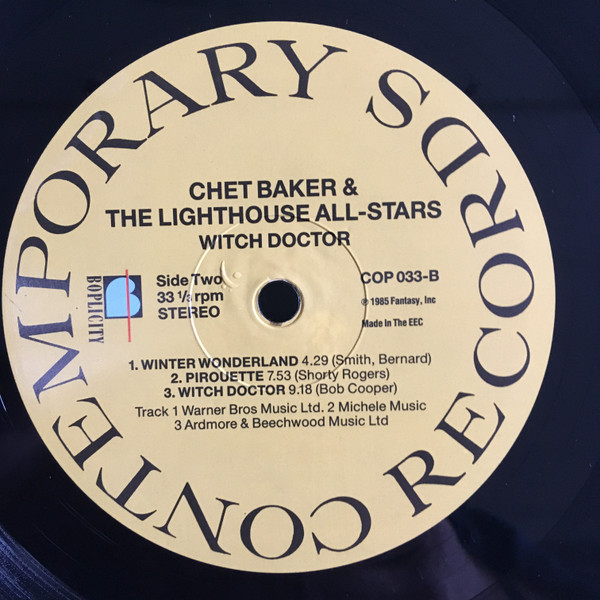 CONTEMPORARY RECORDS
CHET BAKER &
THE LIGHTHOUSE ALL-STARS
WITCH DOCTOR
BOPLICITY
Side Two
33 ⅓ rpm
STEREO
COP 033-B
℗ 1985 Fantasy, Inc
Made In The EEC
1. WINTER WONDERLAND 4.29 (Smith, Bernard)
2. PIROUETTE 7.53 (Shorty Rogers)
3. WITCH DOCTOR 9.18 (Bob Cooper)
Track 1 Warner Bros Music Ltd. 2 Michele Music
3 Ardmore & Beechwood Music Ltd